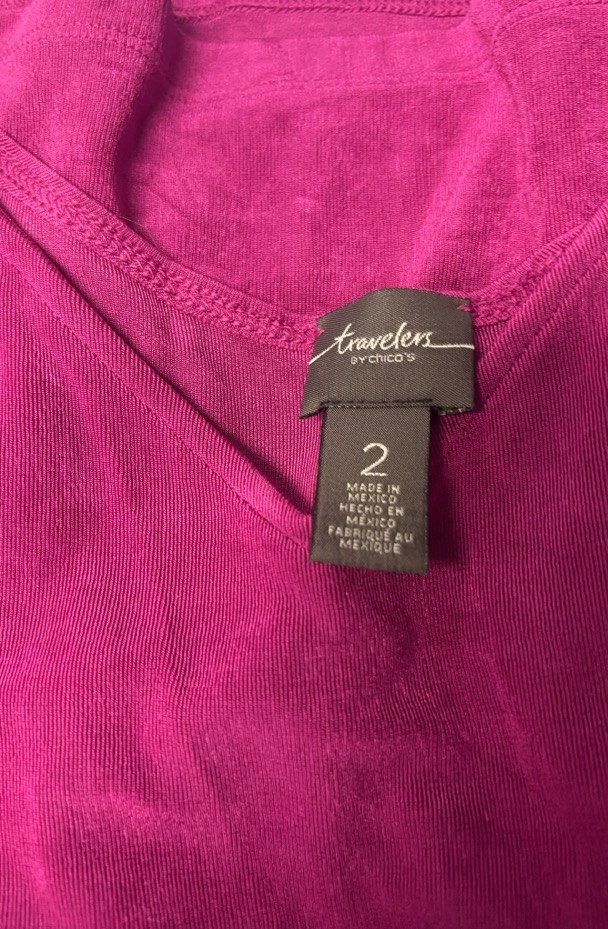 travelers
BY CHICO'S
2
MADE IN
MEXICO
HECHO EN
MÉXICO
FABRIQUÉ AU
MEXIQUE